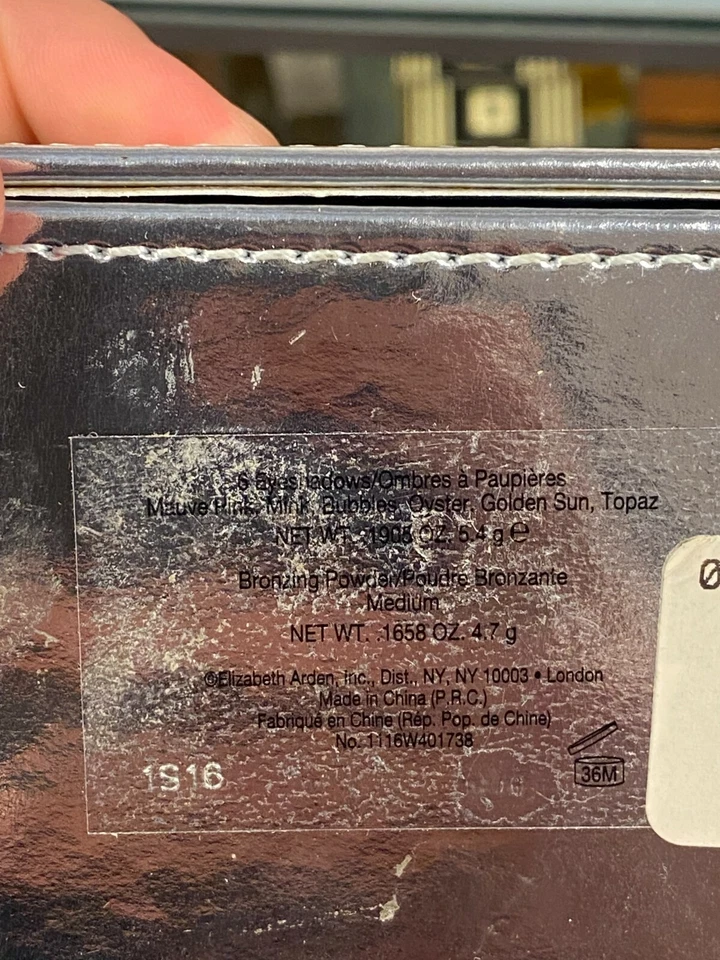 6 Eyeshadows/Ombres à Paupières
Mauve Pink, Mink, Bubbles, Oyster, Golden Sun, Topaz
NET WT. .1905 OZ. 5.4 g ℮
Bronzing Powder/Poudre Bronzante
Medium
NET WT. .1658 OZ. 4.7 g
©Elizabeth Arden, Inc., Dist., NY, NY 10003 • London
Made in China (P.R.C.)
Fabriqué en Chine (Rép. Pop. de Chine)
No. 1116W401738
36M
1S16
0